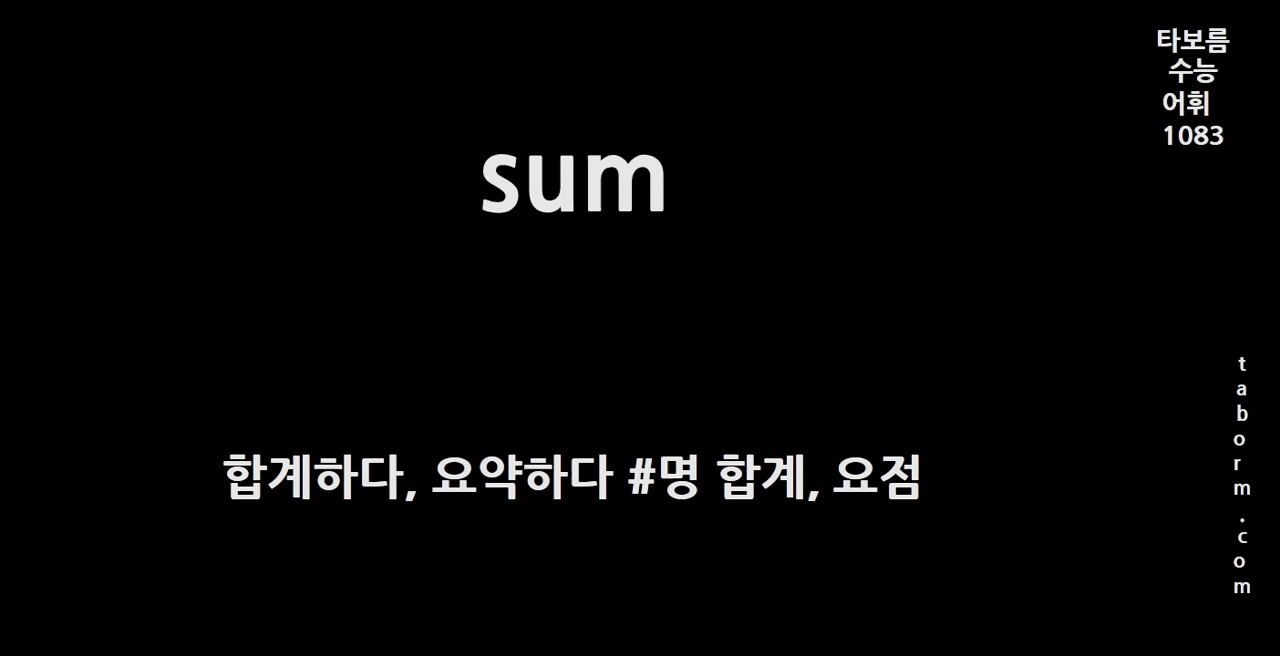 타보름
수능
어휘
1083
sum
합계하다, 요약하다 #명 합계, 요점
taborm.com